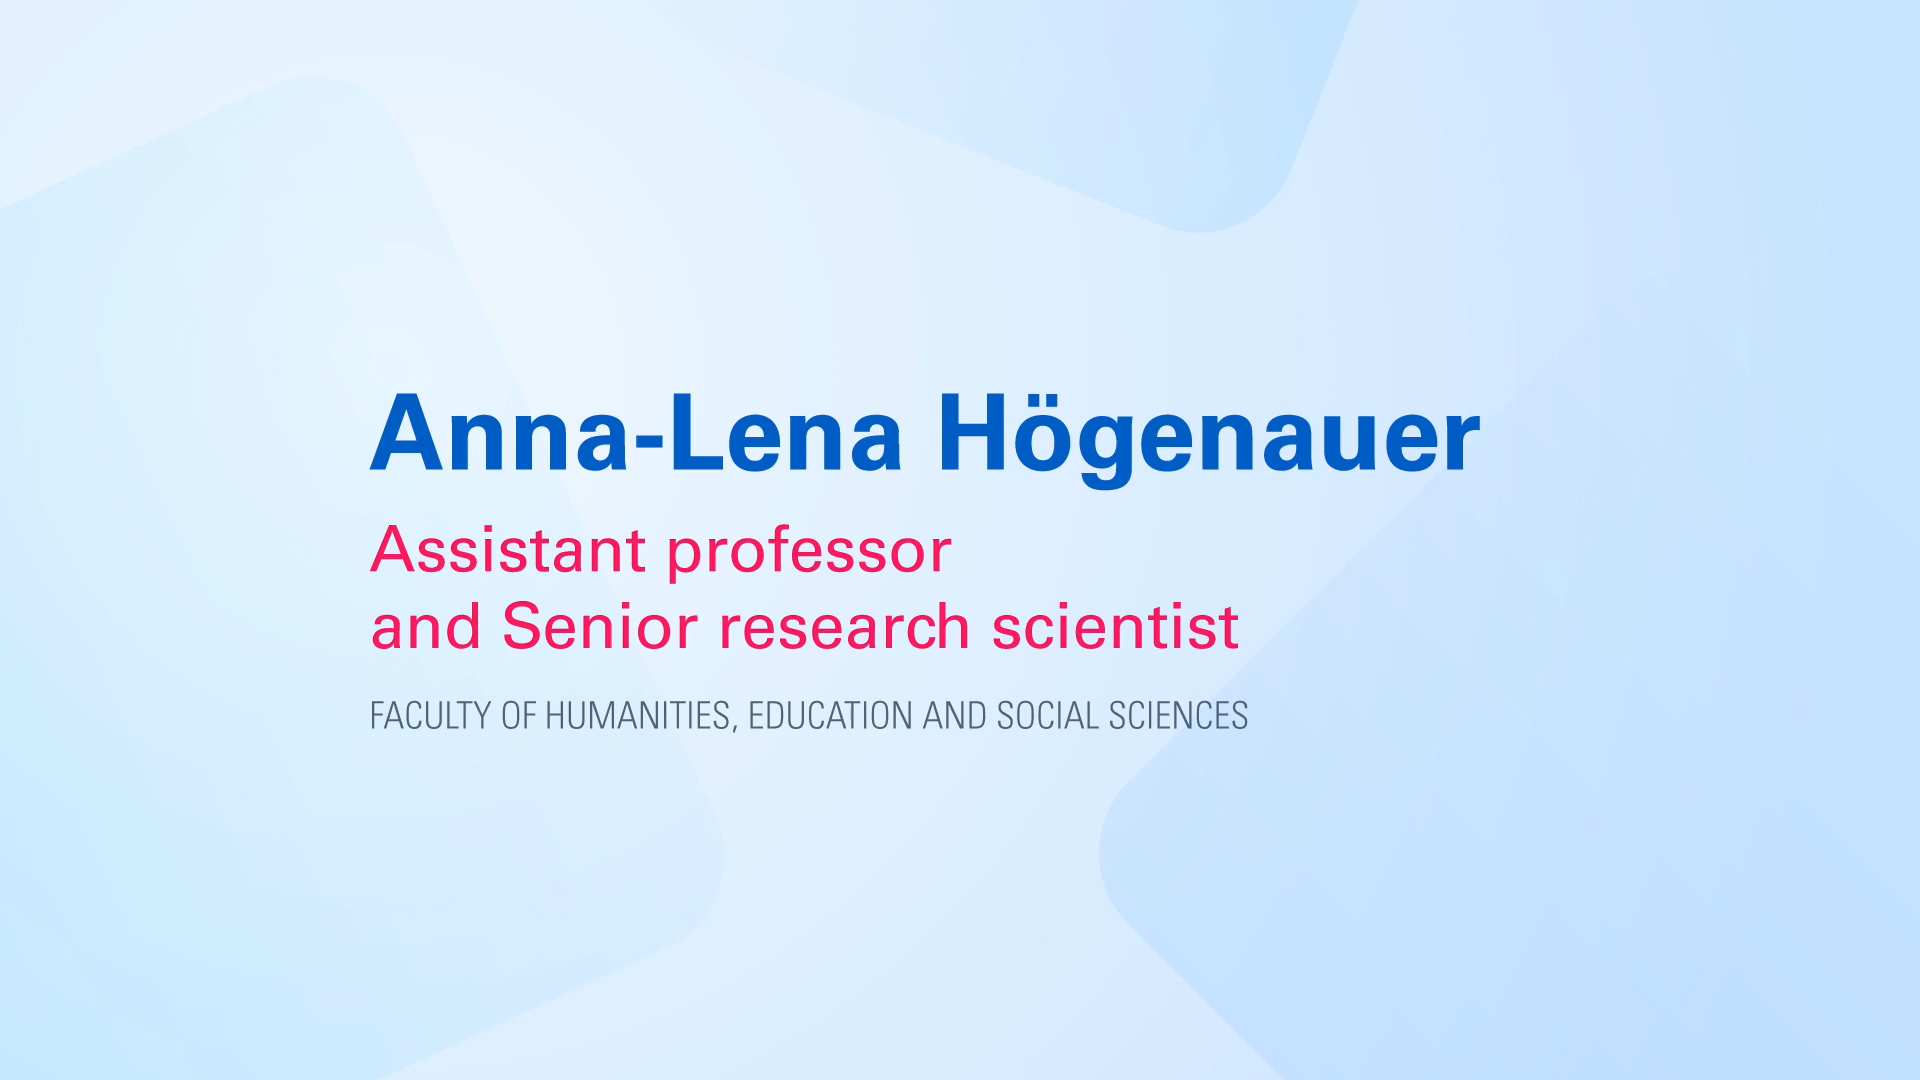 Anna-Lena Högenauer
Assistant professor
and Senior research scientist
FACULTY OF HUMANITIES, EDUCATION AND SOCIAL SCIENCES